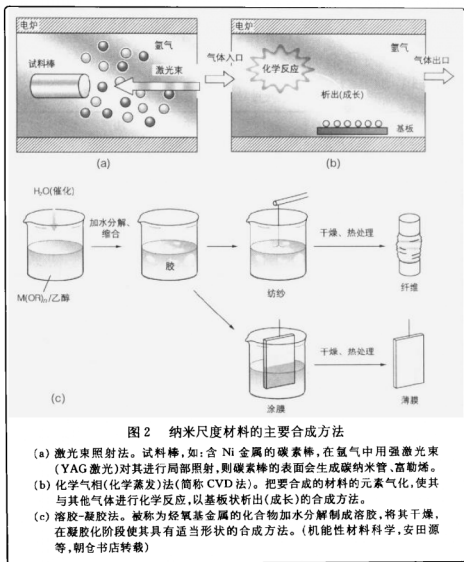 电炉
氩气
激光束
试料棒
(a)
气体入口
电炉
氩气
化学反应
析出(成长)
基板
气体出口
(b)
H₂O(催化)
加水分解、
缩合
胶
M(OR)ₙ/乙醇
纺纱
干燥、热处理
纤维
涂膜
干燥、热处理
薄膜
(c)
图 2 纳米尺度材料的主要合成方法
(a) 激光束照射法。试料棒,如:含 Ni 金属的碳素棒,在氩气中用强激光束
(YAG 激光)对其进行局部照射,则碳素棒的表面会生成碳纳米管、富勒烯。
(b) 化学气相(化学蒸发)法(简称 CVD 法)。把要合成的材料的元素气化,使其
与其他气体进行化学反应,以基板状析出(成长)的合成方法。
(c) 溶胶-凝胶法。被称为烃氧基金属的化合物加水分解制成溶胶,将其干燥,
在凝胶化阶段使其具有适当形状的合成方法。(机能性材料科学,安田源
等,朝仓书店转载)